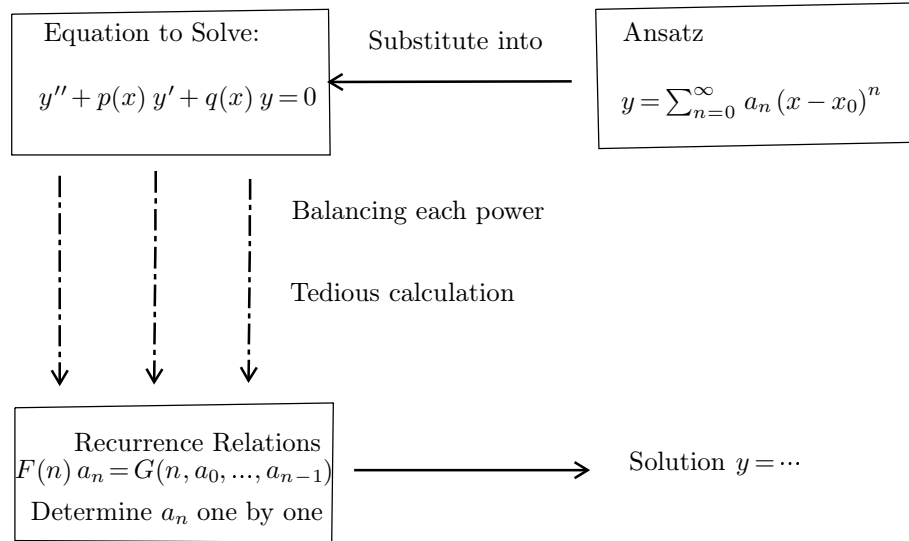 Equation to Solve:
y'' + p(x) y' + q(x) y = 0
Substitute into
Ansatz
y = ∑_{n=0}^{∞} a_n (x − x_0)^n
Balancing each power
Tedious calculation
Recurrence Relations
F(n) a_n = G(n, a_0, ..., a_{n−1})
Determine a_n one by one
Solution y = ⋯